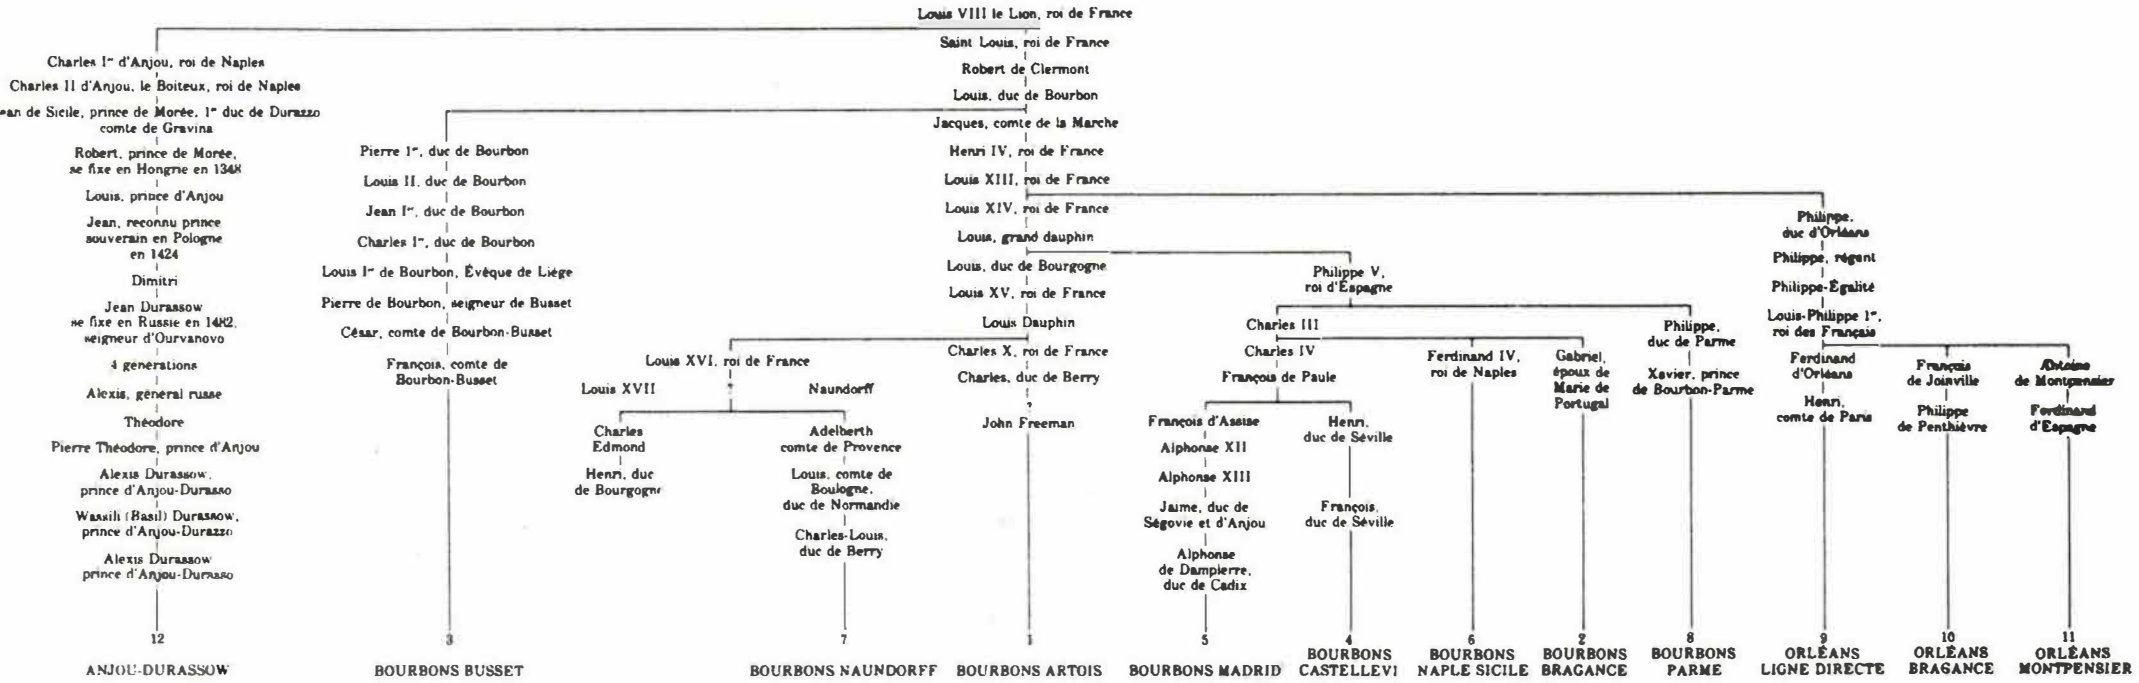 Louis VIII le Lion, roi de France
Charles Iᵉʳ d'Anjou, roi de Naples
Charles II d'Anjou, le Boiteux, roi de Naples
ean de Sicile, prince de Morée, 1ᵉʳ duc de Durazzo
comte de Gravina
Robert, prince de Morée,
se fixe en Hongrie en 1348
Louis, prince d'Anjou
Jean, reconnu prince
souverain en Pologne
en 1424
Dimitri
Jean Durassow
se fixe en Russie en 1482,
seigneur d'Ourvanovo
4 générations
Alexis, général russe
Théodore
Pierre Théodore, prince d'Anjou
Alexis Durassow,
prince d'Anjou-Durasso
Wassili (Basil) Durassow,
prince d'Anjou-Durazzo
Alexis Durassow
prince d'Anjou-Durasso
12
ANJOU-DURASSOW
Pierre Iᵉʳ, duc de Bourbon
Louis II, duc de Bourbon
Jean Iᵉʳ, duc de Bourbon
Charles Iᵉʳ, duc de Bourbon
Louis Iᵉʳ de Bourbon, Évêque de Liége
Pierre de Bourbon, seigneur de Busset
César, comte de Bourbon-Busset
François, comte de
Bourbon-Busset
3
BOURBONS BUSSET
Saint Louis, roi de France
Robert de Clermont
Louis, duc de Bourbon
Jacques, comte de la Marche
Henri IV, roi de France
Louis XIII, roi de France
Louis XIV, roi de France
Louis, grand dauphin
Louis, duc de Bourgogne
Louis XV, roi de France
Louis Dauphin
Louis XVI, roi de France
Louis XVII
?
Naundorff
Charles
Edmond
Henri, duc
de Bourgogne
Adelberth
comte de Provence
Louis, comte de
Boulogne,
duc de Normandie
Charles-Louis,
duc de Berry
7
BOURBONS NAUNDORFF
Charles X, roi de France
Charles, duc de Berry
?
John Freeman
1
BOURBONS ARTOIS
Philippe V,
roi d'Espagne
Charles III
Charles IV
François de Paule
François d'Assise
Alphonse XII
Alphonse XIII
Jaime, duc de
Ségovie et d'Anjou
Alphonse
de Dampierre,
duc de Cadix
5
BOURBONS MADRID
Henri,
duc de Séville
François,
duc de Séville
4
BOURBONS
CASTELLEVI
Ferdinand IV,
roi de Naples
6
BOURBONS
NAPLE SICILE
Gabriel,
époux de
Marie de
Portugal
2
BOURBONS
BRAGANCE
Philippe,
duc de Parme
Xavier, prince
de Bourbon-Parme
8
BOURBONS
PARME
Philippe,
duc d'Orléans
Philippe, régent
Philippe-Égalité
Louis-Philippe 1ᵉʳ,
roi des Français
Ferdinand
d'Orléans
Henri,
comte de Paris
9
ORLÉANS
LIGNE DIRECTE
François
de Joinville
Philippe
de Penthièvre
10
ORLÉANS
BRAGANCE
Antoine
de Montpensier
Ferdinand
d'Espagne
11
ORLÉANS
MONTPENSIER